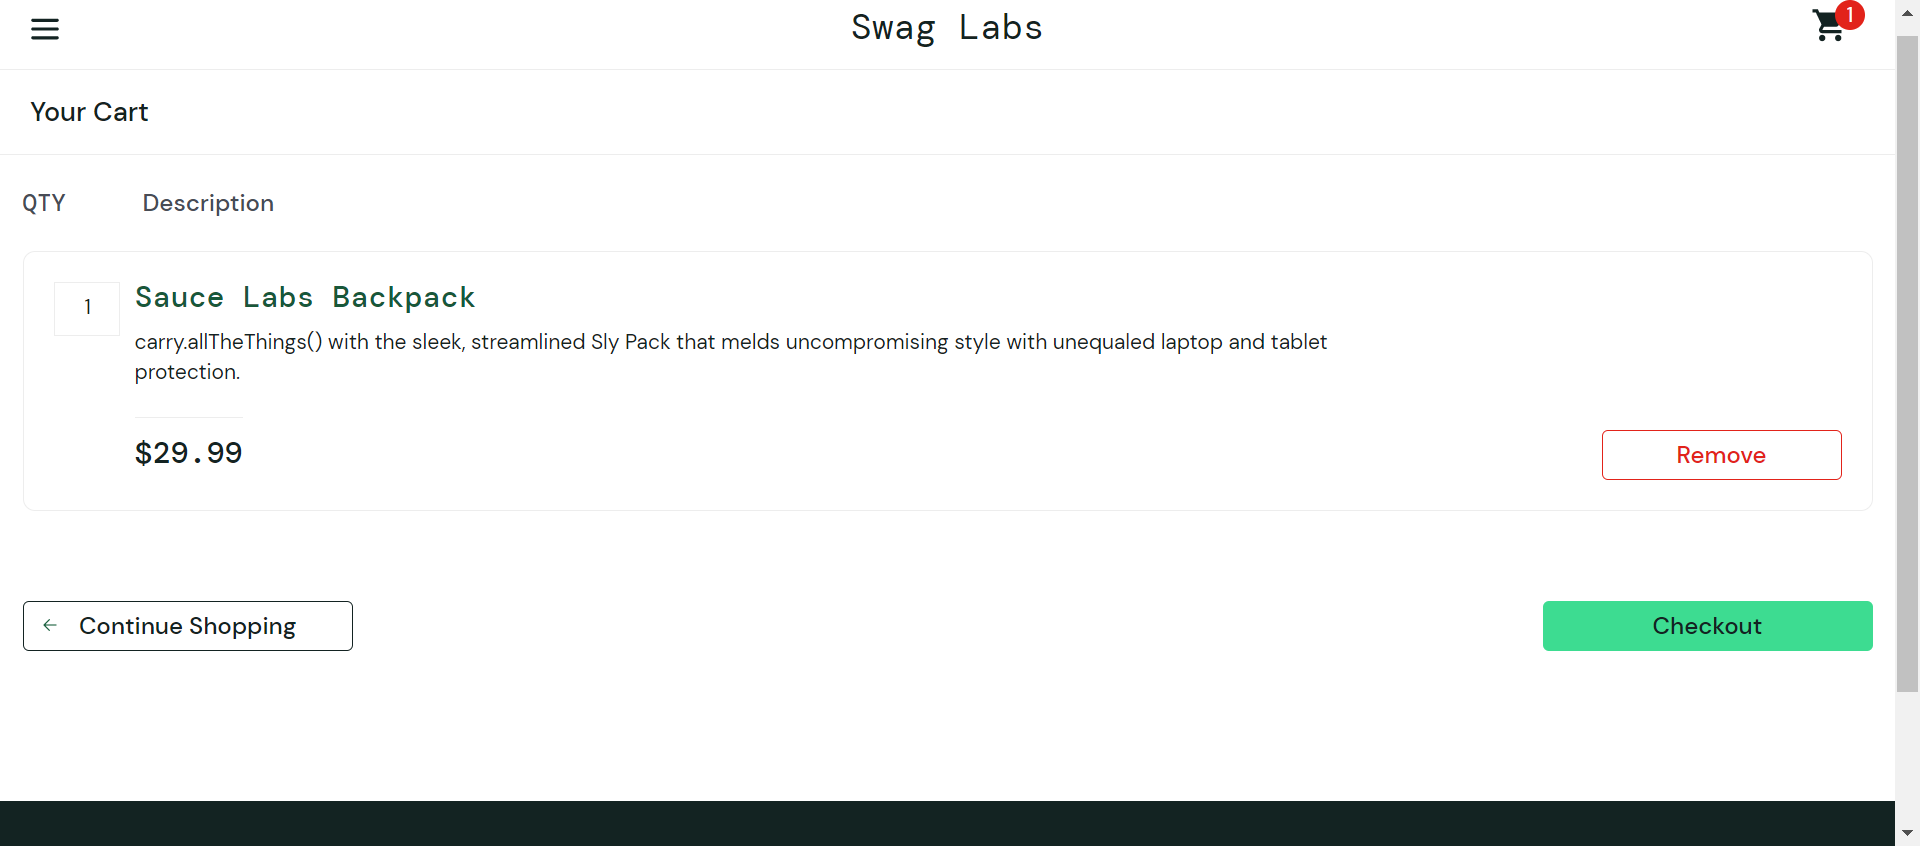 Swag Labs
1
Your Cart
QTY
Description
1
Sauce Labs Backpack
carry.allTheThings() with the sleek, streamlined Sly Pack that melds uncompromising style with unequaled laptop and tablet
protection.
$29.99
Remove
Continue Shopping
Checkout